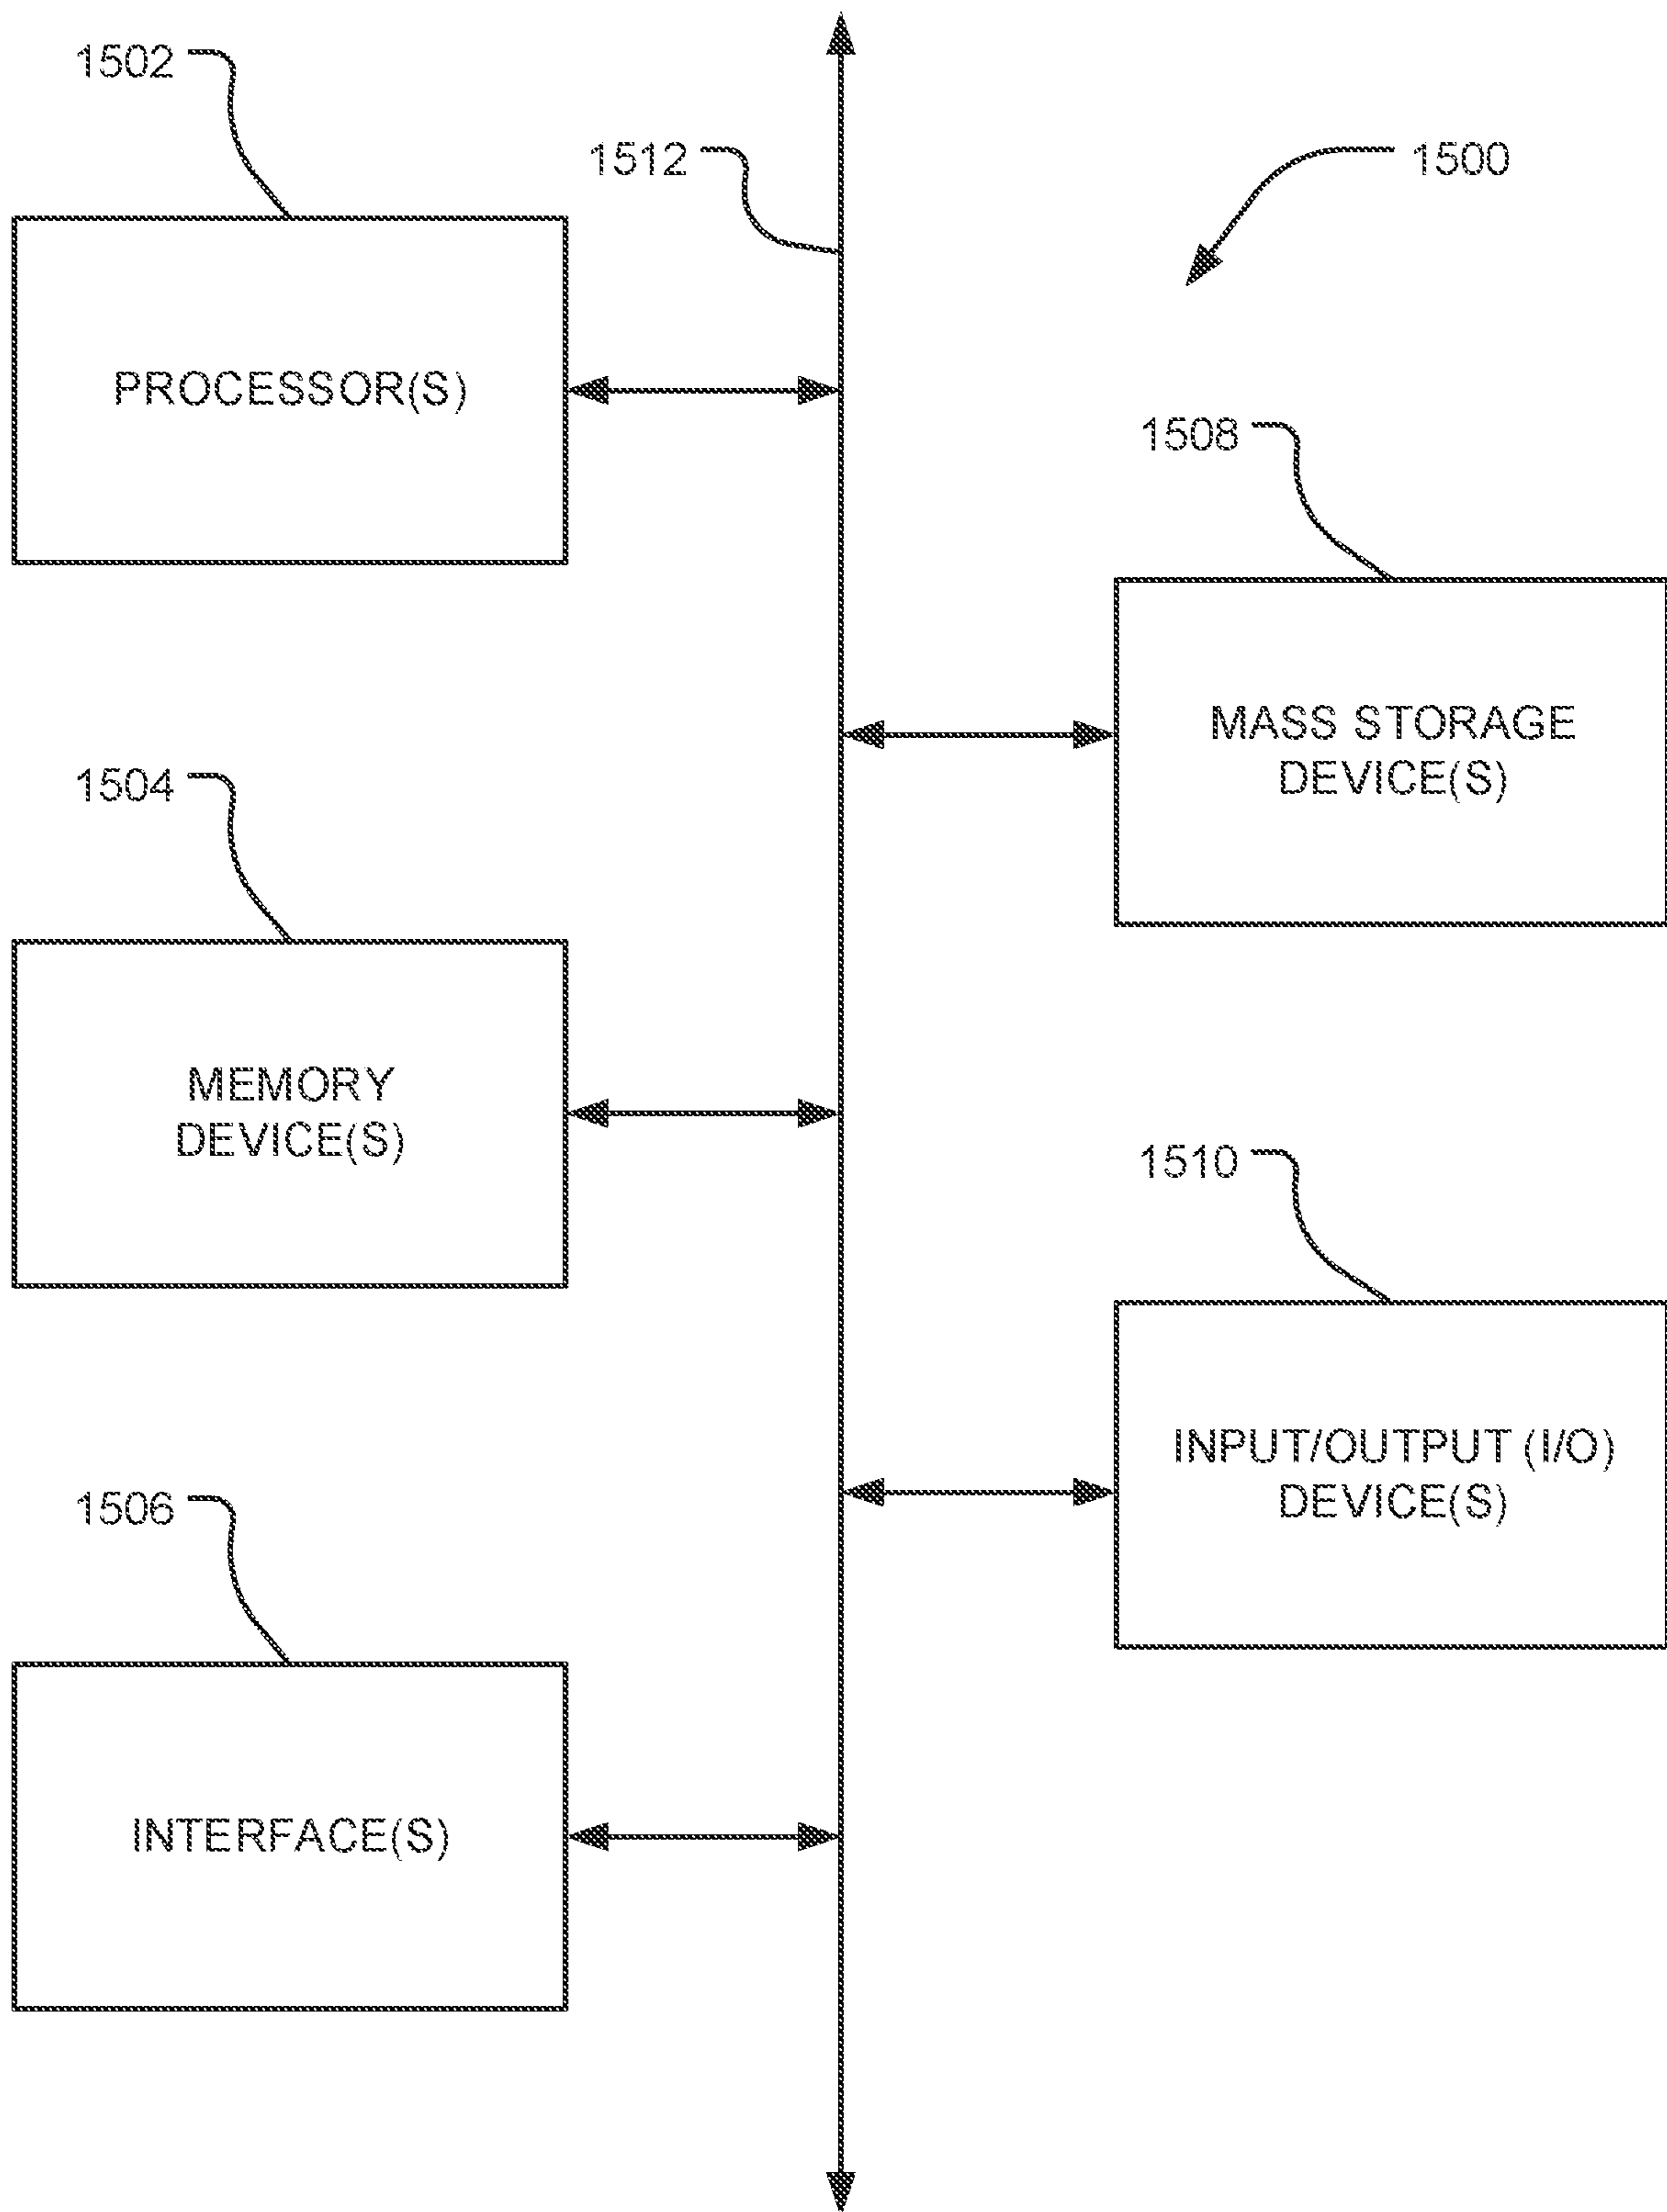 1502
1512
1500
PROCESSOR(S)
1508
MASS STORAGE
DEVICE(S)
1504
MEMORY
DEVICE(S)
1510
INPUT/OUTPUT (I/O)
DEVICE(S)
1506
INTERFACE(S)